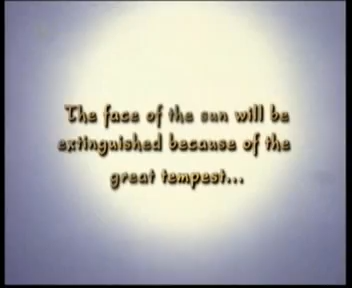 The face of the sun will be
extinguished because of the
great tempest...